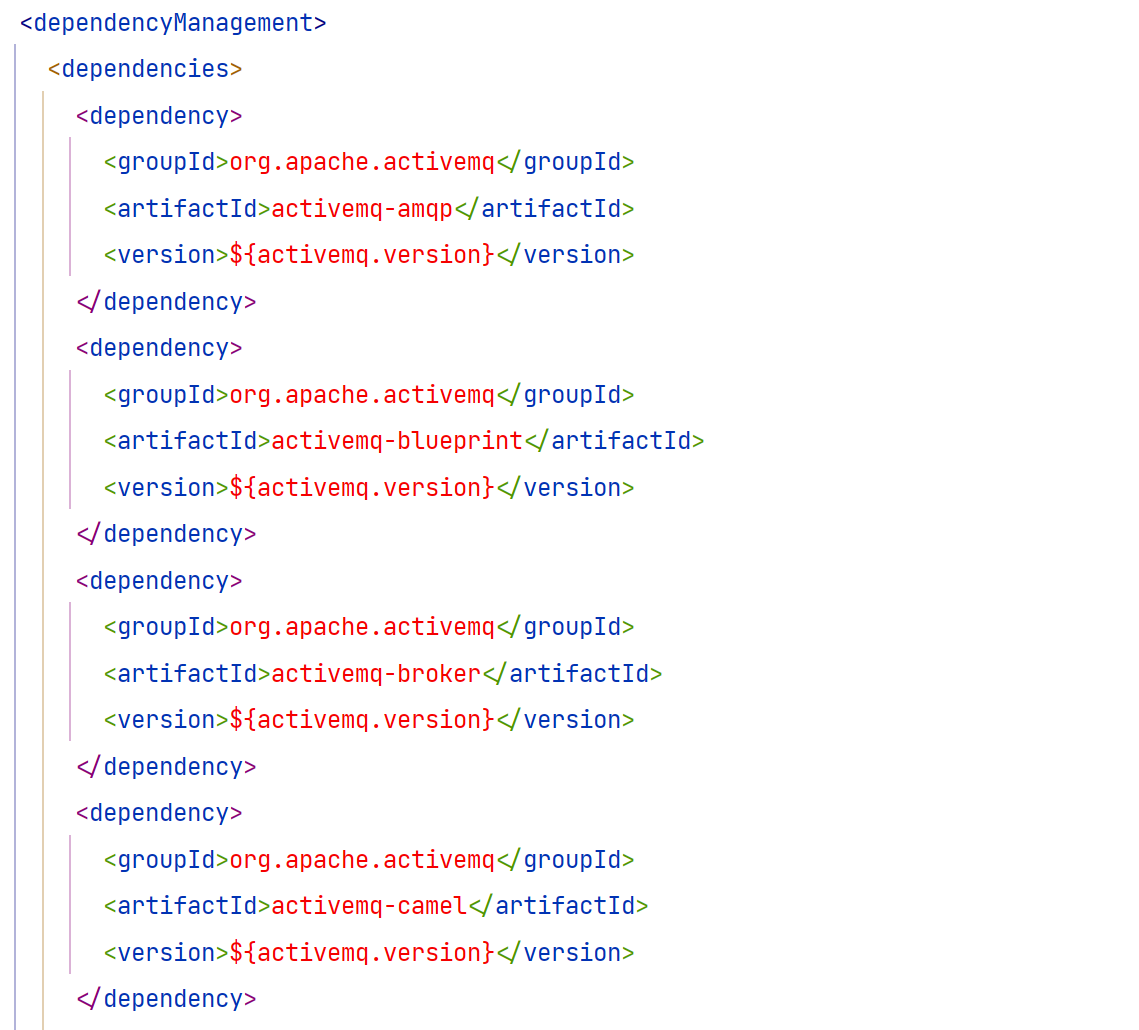 <dependencyManagement>
<dependencies>
<dependency>
<groupId>org.apache.activemq</groupId>
<artifactId>activemq-amqp</artifactId>
<version>${activemq.version}</version>
</dependency>
<dependency>
<groupId>org.apache.activemq</groupId>
<artifactId>activemq-blueprint</artifactId>
<version>${activemq.version}</version>
</dependency>
<dependency>
<groupId>org.apache.activemq</groupId>
<artifactId>activemq-broker</artifactId>
<version>${activemq.version}</version>
</dependency>
<dependency>
<groupId>org.apache.activemq</groupId>
<artifactId>activemq-camel</artifactId>
<version>${activemq.version}</version>
</dependency>